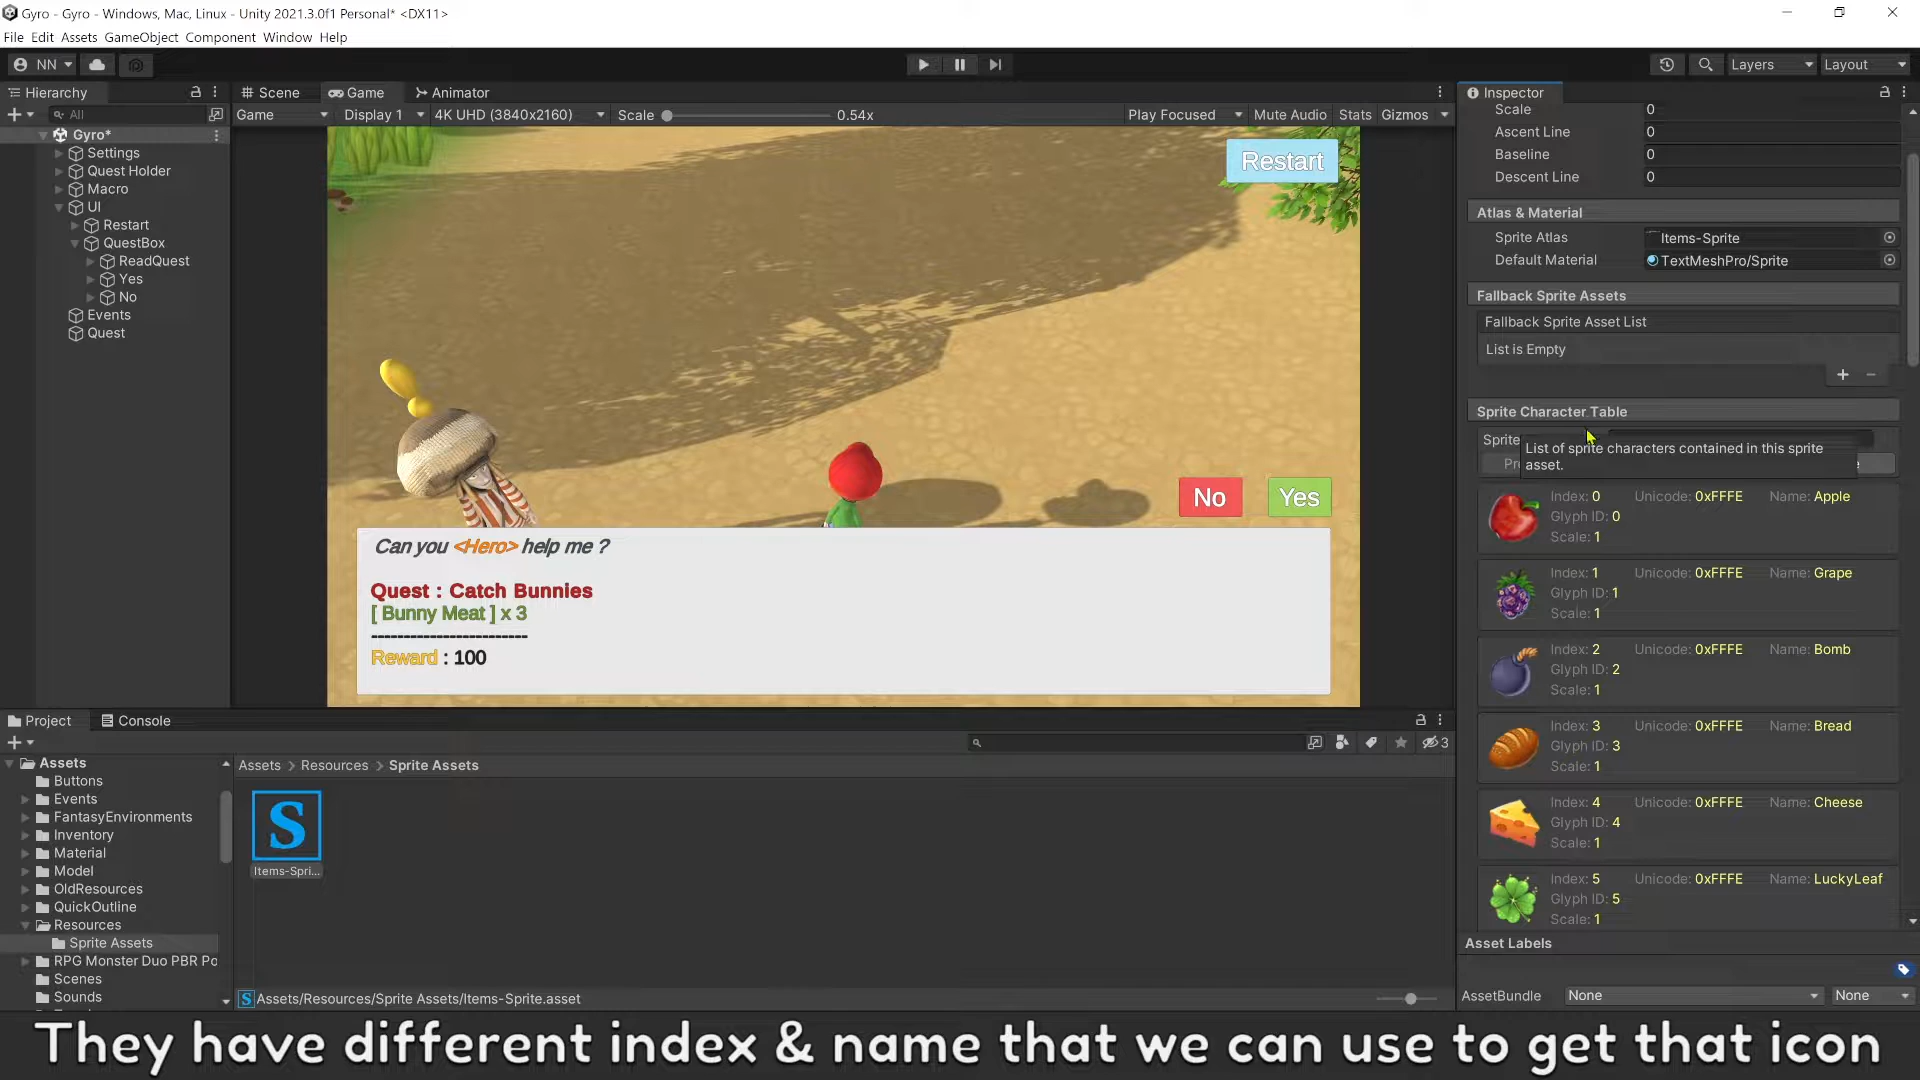 Gyro - Gyro - Windows, Mac, Linux - Unity 2021.3.0f1 Personal* <DX11>
File Edit Assets GameObject Component Window Help
NN
Layers
Layout
Hierarchy
All
Gyro*
Settings
Quest Holder
Macro
UI
Restart
QuestBox
ReadQuest
Yes
No
Events
Quest
Scene
Game
Animator
Game
Display 1
4K UHD (3840x2160)
Scale
0.54x
Play Focused
Mute Audio
Stats
Gizmos
Restart
No
Yes
Can you <Hero> help me ?
Quest : Catch Bunnies
[ Bunny Meat ] x 3
------------------------
Reward : 100
Inspector
Scale 0
Ascent Line 0
Baseline 0
Descent Line 0
Atlas & Material
Sprite Atlas Items-Sprite
Default Material TextMeshPro/Sprite
Fallback Sprite Assets
Fallback Sprite Asset List
List is Empty
+ -
Sprite Character Table
Sprite
List of sprite characters contained in this sprite
asset.
Index: 0 Unicode: 0xFFFE Name: Apple
Glyph ID: 0
Scale: 1
Index: 1 Unicode: 0xFFFE Name: Grape
Glyph ID: 1
Scale: 1
Index: 2 Unicode: 0xFFFE Name: Bomb
Glyph ID: 2
Scale: 1
Index: 3 Unicode: 0xFFFE Name: Bread
Glyph ID: 3
Scale: 1
Index: 4 Unicode: 0xFFFE Name: Cheese
Glyph ID: 4
Scale: 1
Index: 5 Unicode: 0xFFFE Name: LuckyLeaf
Glyph ID: 5
Scale: 1
Asset Labels
AssetBundle None None
Project
Console
3
Assets
Buttons
Events
FantasyEnvironments
Inventory
Material
Model
OldResources
QuickOutline
Resources
Sprite Assets
RPG Monster Duo PBR Po
Scenes
Sounds
Assets > Resources > Sprite Assets
S
Items-Spri...
Assets/Resources/Sprite Assets/Items-Sprite.asset
They have different index & name that we can use to get that icon